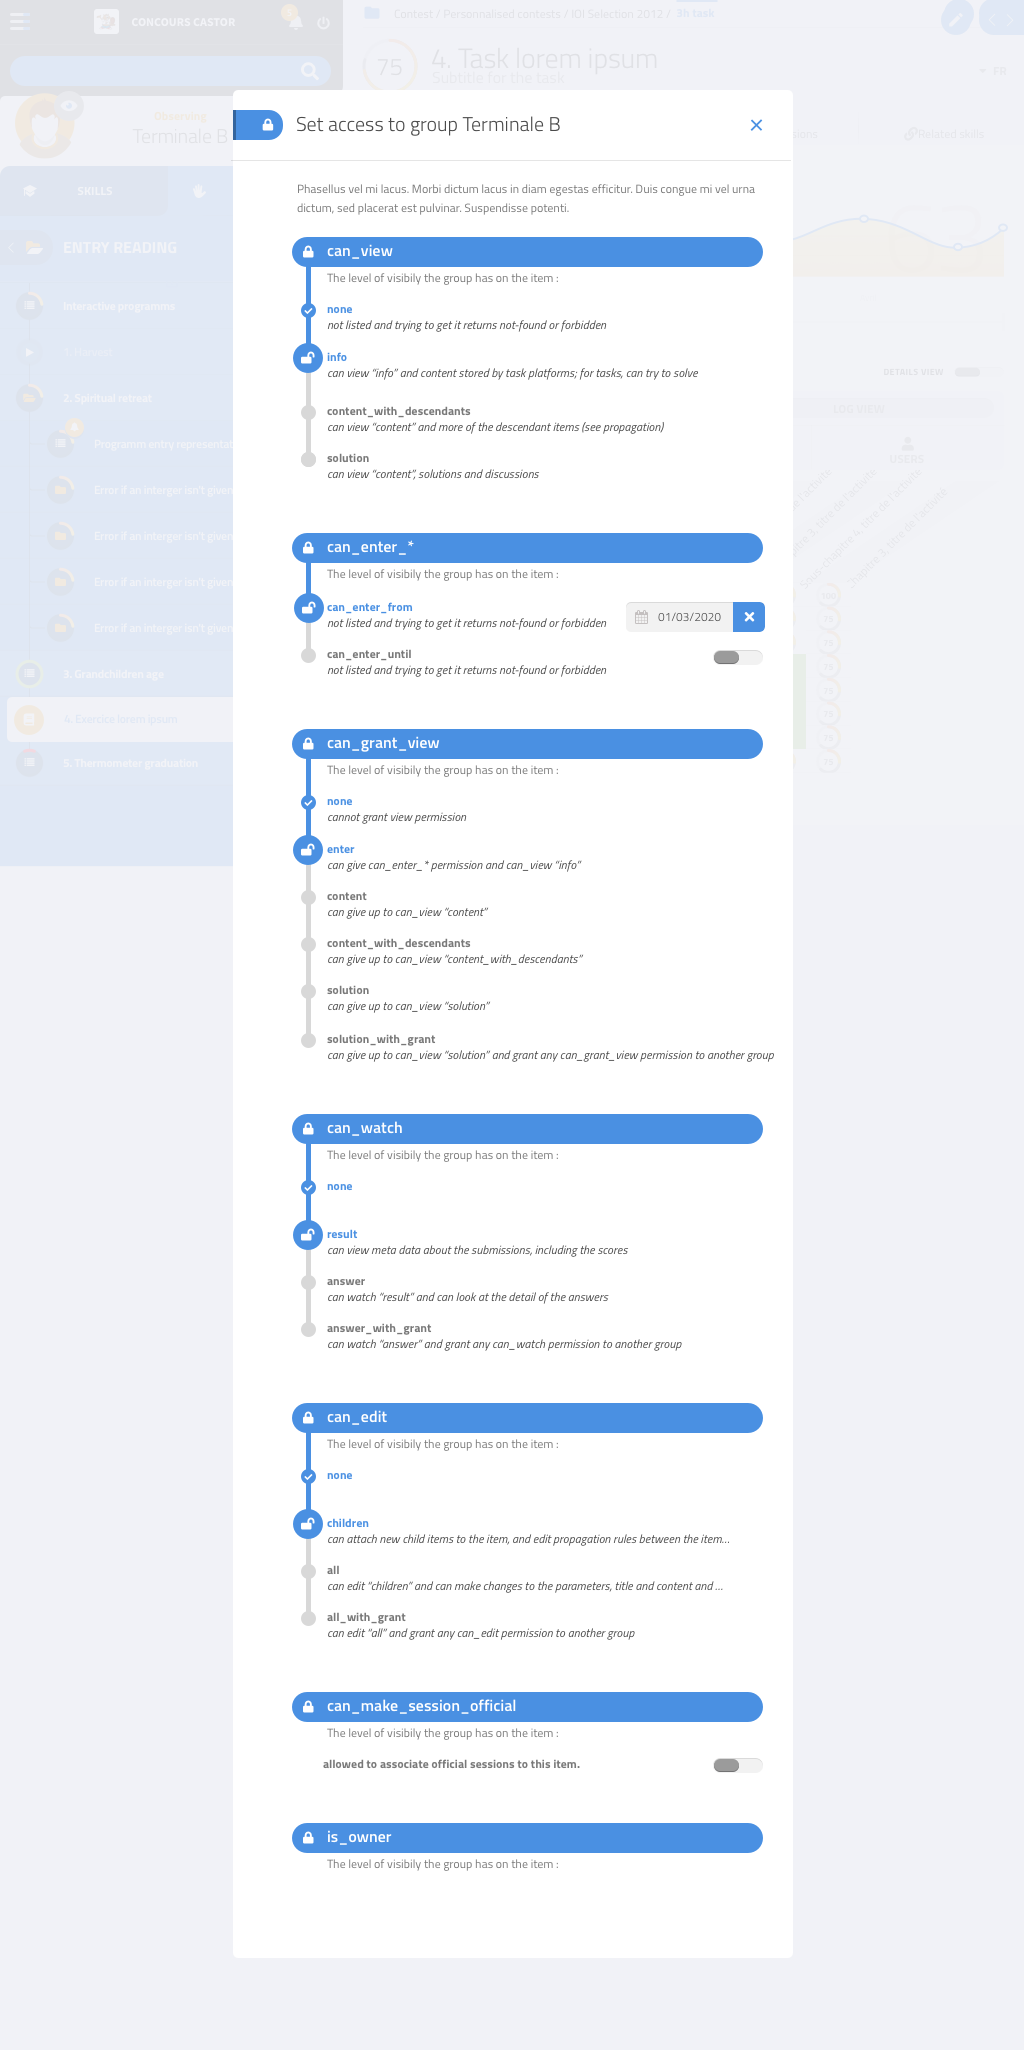 CONCOURS CASTOR
Contest / Personnalised contests / IOI Selection 2012 / 3h task
75
4. Task lorem ipsum
Subtitle for the task
FR
Observing
Terminale B
Related skills
SKILLS
ENTRY READING
Interactive programms
2. Spiritual retreat
Programm entry representat
Error if an interger isn't given
Error if an interger isn't given
Error if an interger isn't given
Error if an interger isn't given
3. Grandchildren age
4. Exercice lorem ipsum
5. Thermometer graduation
DETAILS VIEW
LOG VIEW
USERS
Set access to group Terminale B
Phasellus vel mi lacus. Morbi dictum lacus in diam egestas efficitur. Duis congue mi vel urna
dictum, sed placerat est pulvinar. Suspendisse potenti.
can_view
The level of visibily the group has on the item :
none
not listed and trying to get it returns not-found or forbidden
info
can view “info” and content stored by task platforms; for tasks, can try to solve
content_with_descendants
can view “content” and more of the descendant items (see propagation)
solution
can view “content”, solutions and discussions
can_enter_*
The level of visibily the group has on the item :
can_enter_from
not listed and trying to get it returns not-found or forbidden
01/03/2020
can_enter_until
not listed and trying to get it returns not-found or forbidden
can_grant_view
The level of visibily the group has on the item :
none
cannot grant view permission
enter
can give can_enter_* permission and can_view “info”
content
can give up to can_view “content”
content_with_descendants
can give up to can_view “content_with_descendants”
solution
can give up to can_view “solution”
solution_with_grant
can give up to can_view “solution” and grant any can_grant_view permission to another group
can_watch
The level of visibily the group has on the item :
none
result
can view meta data about the submissions, including the scores
answer
can watch “result” and can look at the detail of the answers
answer_with_grant
can watch “answer” and grant any can_watch permission to another group
can_edit
The level of visibily the group has on the item :
none
children
can attach new child items to the item, and edit propagation rules between the item...
all
can edit “children” and can make changes to the parameters, title and content and ...
all_with_grant
can edit “all” and grant any can_edit permission to another group
can_make_session_official
The level of visibily the group has on the item :
allowed to associate official sessions to this item.
is_owner
The level of visibily the group has on the item :